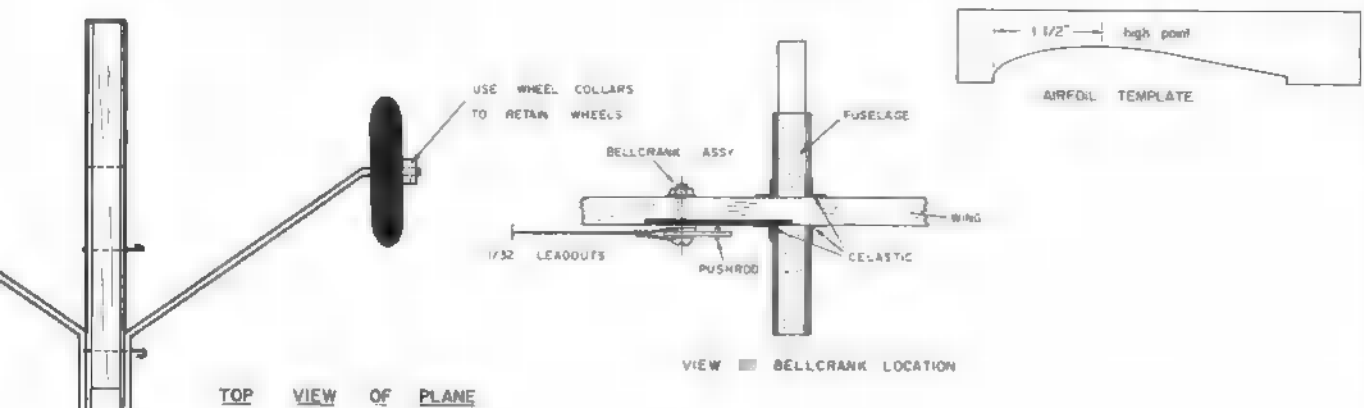 USE WHEEL COLLARS
TO RETAIN WHEELS
TOP VIEW OF PLANE
BELLCRANK ASSY
FUSELAGE
WING
1/32 LEADOUTS
PUSHROD
CELASTIC
VIEW BELLCRANK LOCATION
1 1/2" high point
AIRFOIL TEMPLATE